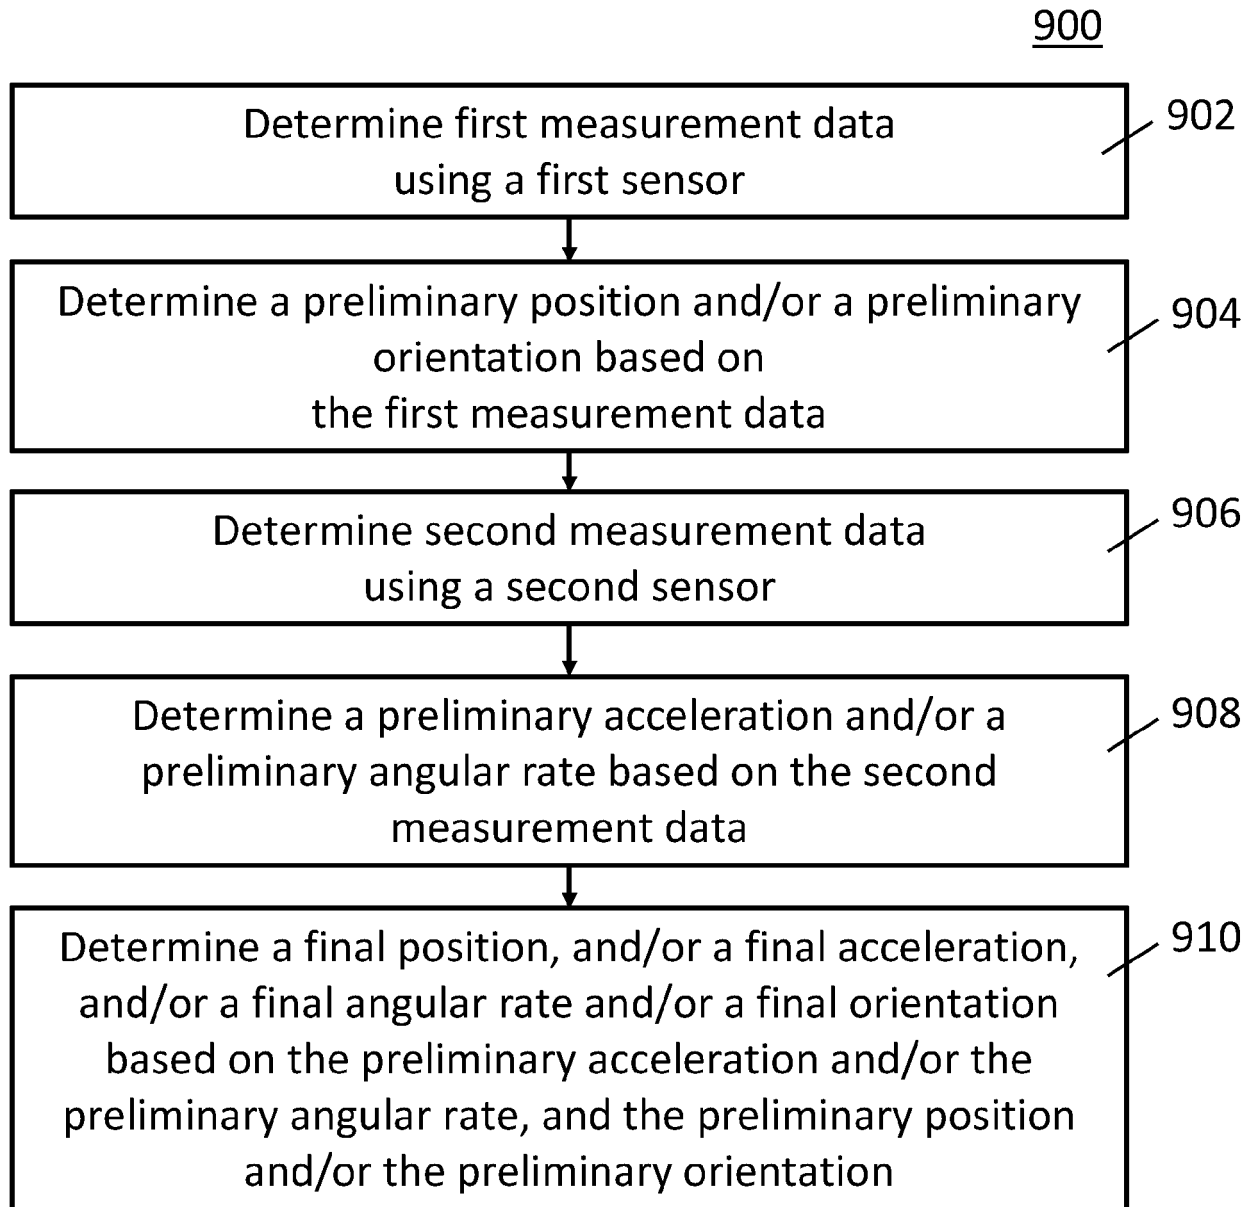 900
Determine first measurement data
using a first sensor
902
Determine a preliminary position and/or a preliminary
orientation based on
the first measurement data
904
Determine second measurement data
using a second sensor
906
Determine a preliminary acceleration and/or a
preliminary angular rate based on the second
measurement data
908
Determine a final position, and/or a final acceleration,
and/or a final angular rate and/or a final orientation
based on the preliminary acceleration and/or the
preliminary angular rate, and the preliminary position
and/or the preliminary orientation
910